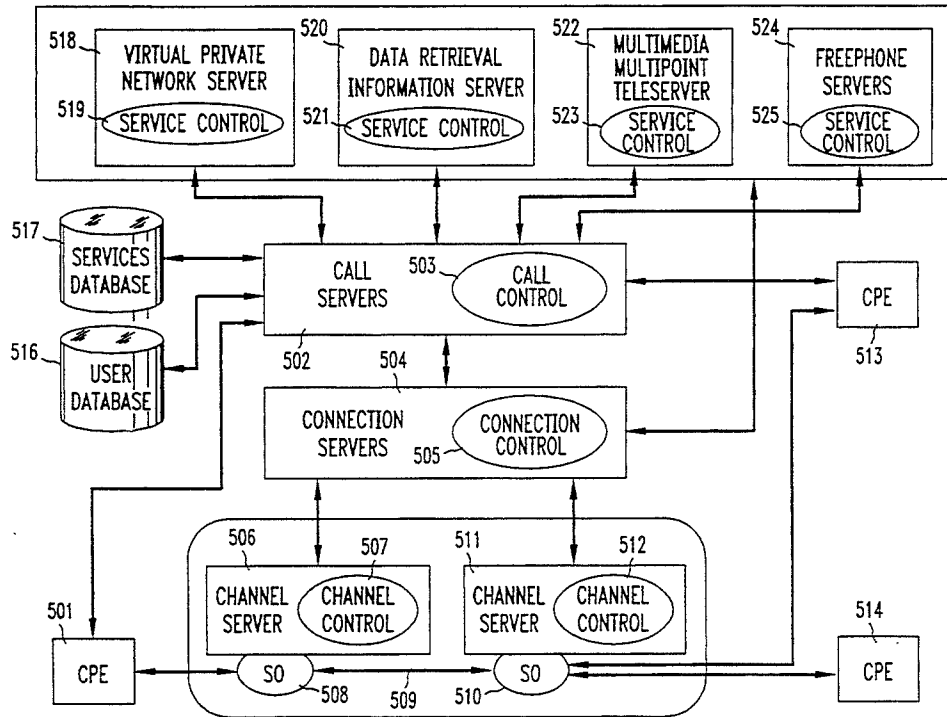 518
VIRTUAL PRIVATE
NETWORK SERVER
519
SERVICE CONTROL
520
DATA RETRIEVAL
INFORMATION SERVER
521
SERVICE CONTROL
522
MULTIMEDIA
MULTIPOINT
TELESERVER
523
SERVICE
CONTROL
524
FREEPHONE
SERVERS
525
SERVICE
CONTROL
517
SERVICES
DATABASE
516
USER
DATABASE
CALL
SERVERS
503
CALL
CONTROL
502
504
CONNECTION
SERVERS
505
CONNECTION
CONTROL
CPE
513
506
507
CHANNEL
SERVER
CHANNEL
CONTROL
511
512
CHANNEL
SERVER
CHANNEL
CONTROL
501
CPE
SO
508
509
SO
510
514
CPE